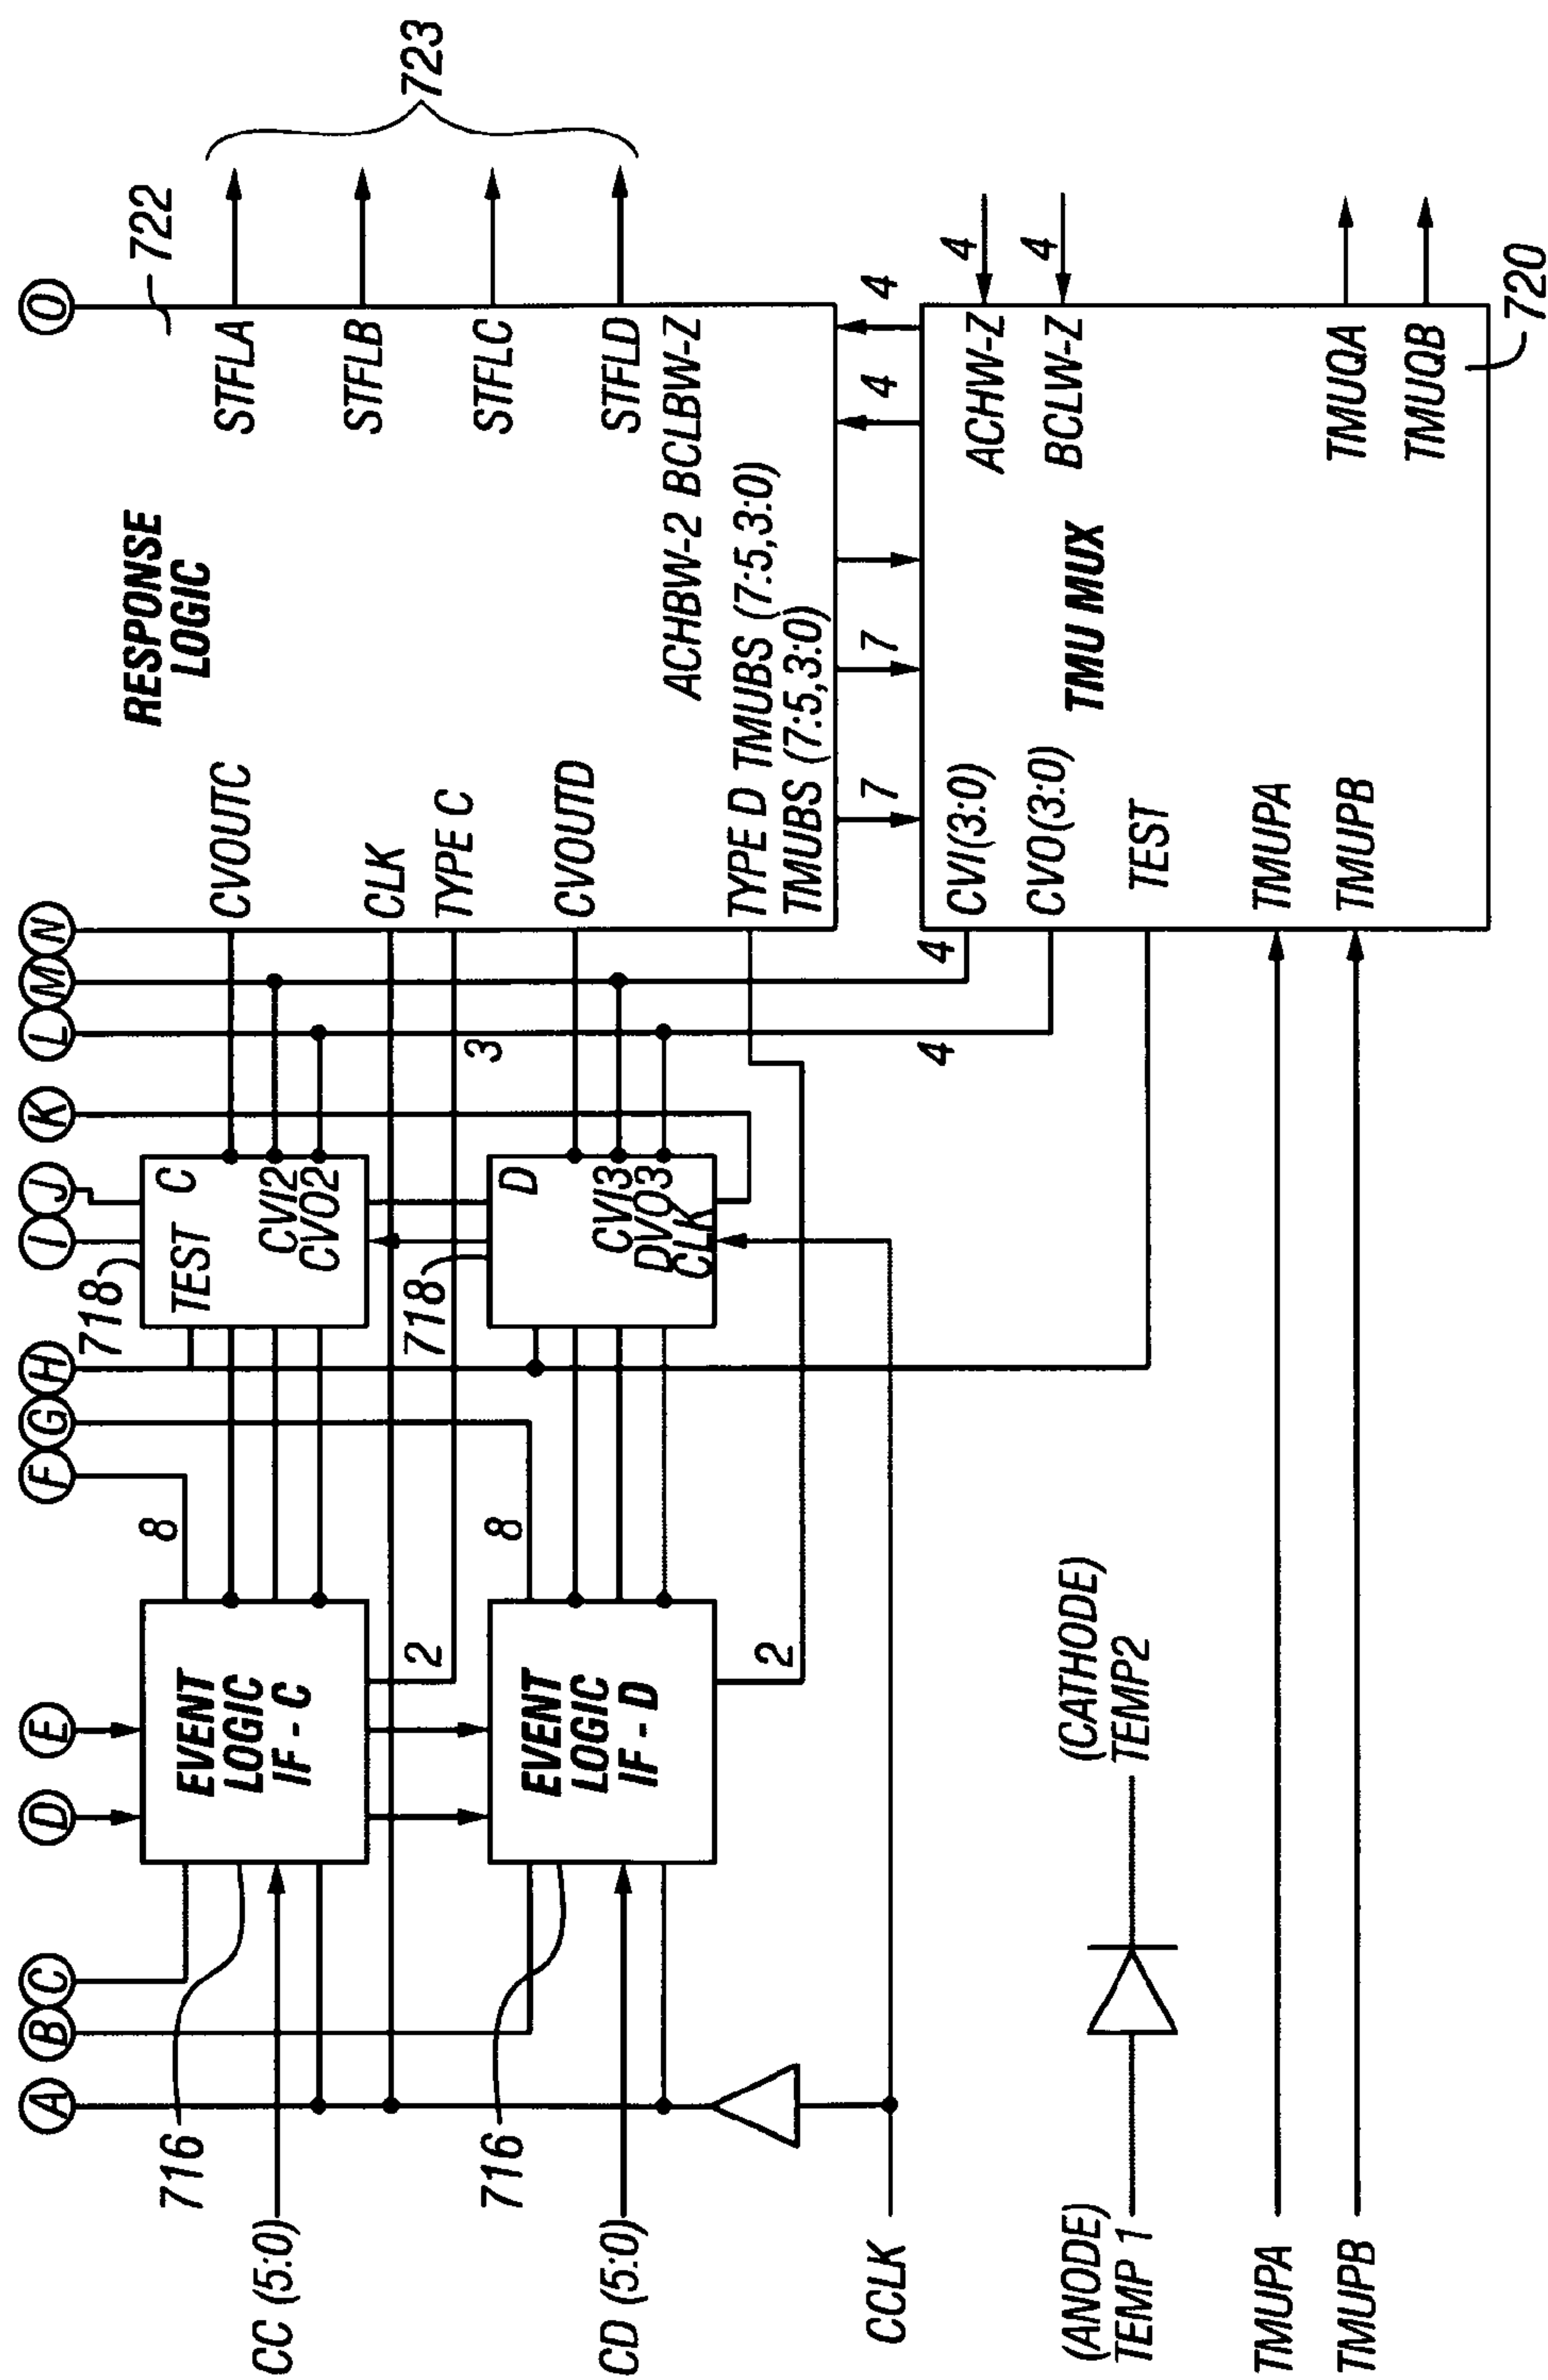 A
B
C
D
E
F
G
H
I
J
K
L
M
N
O
716
CC (5:0)
EVENT
LOGIC
IF - C
8
2
718
TEST
C
CVI2
CVO2
CVOUTC
CLK
TYPE C
3
RESPONSE
LOGIC
722
STFLA
STFLB
STFLC
STFLD
723
716
CD (5:0)
EVENT
LOGIC
IF - D
8
2
718
D
CVI3
DVO3
CLK
CVOUTD
ACHBW-2 BCLBW-Z
TYPE D TMUBS (7:5,3:0)
TMUBS (7:5,3:0)
CCLK
7
7
4
4
4
4
CVI(3:0)
CVO(3:0)
TEST
TMUPA
TMUPB
TMU MUX
ACHW-Z
BCLW-Z
4
4
TMUQA
TMUQB
720
(ANODE)
TEMP 1
(CATHODE)
TEMP2
TMUPA
TMUPB